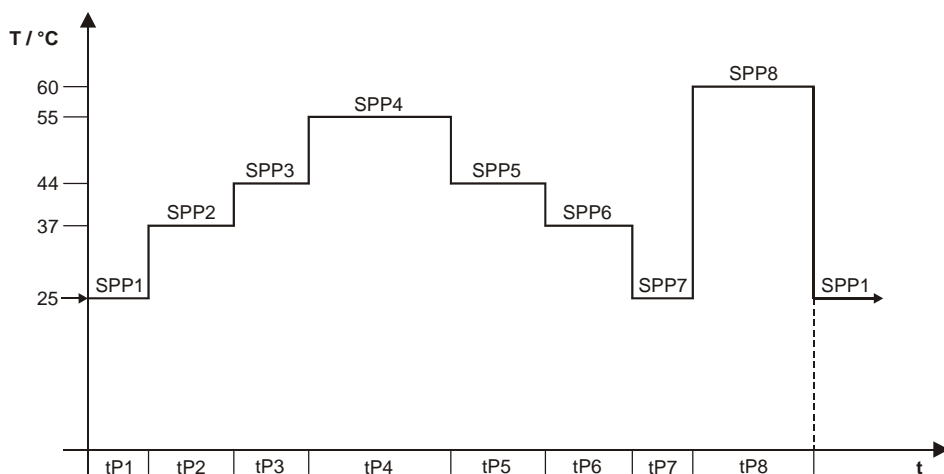 T / °C
60
SPP8
55
SPP4
44
SPP3
SPP5
37
SPP2
SPP6
25
SPP1
SPP7
SPP1
tP1 tP2 tP3 tP4 tP5 tP6 tP7 tP8 t